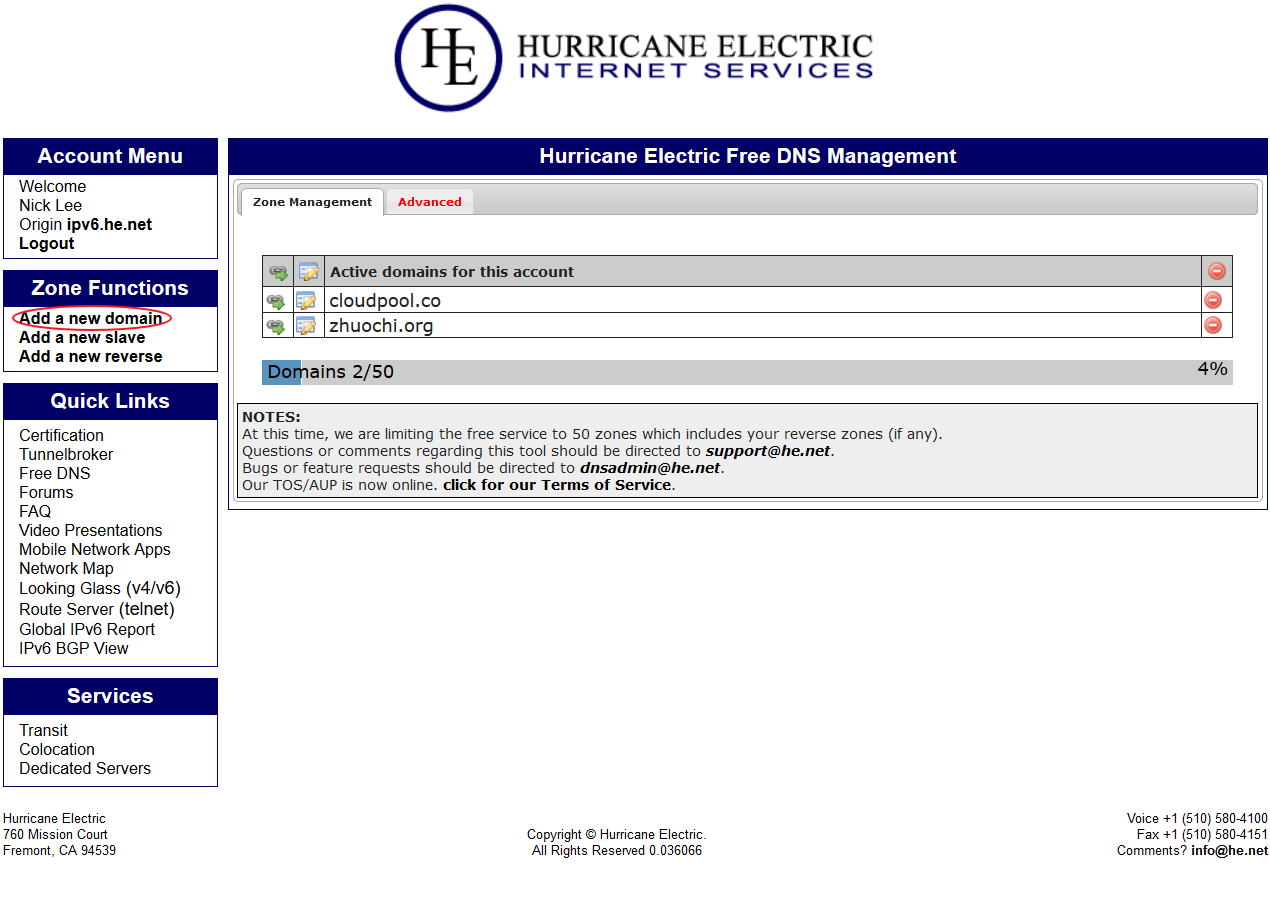 HE HURRICANE ELECTRIC
INTERNET SERVICES
Account Menu
Welcome
Nick Lee
Origin ipv6.he.net
Logout
Zone Functions
Add a new domain
Add a new slave
Add a new reverse
Quick Links
Certification
Tunnelbroker
Free DNS
Forums
FAQ
Video Presentations
Mobile Network Apps
Network Map
Looking Glass (v4/v6)
Route Server (telnet)
Global IPv6 Report
IPv6 BGP View
Services
Transit
Colocation
Dedicated Servers
Hurricane Electric Free DNS Management
Zone Management Advanced
Active domains for this account
cloudpool.co
zhuochi.org
Domains 2/50 4%
NOTES:
At this time, we are limiting the free service to 50 zones which includes your reverse zones (if any).
Questions or comments regarding this tool should be directed to support@he.net.
Bugs or feature requests should be directed to dnsadmin@he.net.
Our TOS/AUP is now online. click for our Terms of Service.
Hurricane Electric
760 Mission Court
Fremont, CA 94539
Copyright © Hurricane Electric.
All Rights Reserved 0.036066
Voice +1 (510) 580-4100
Fax +1 (510) 580-4151
Comments? info@he.net